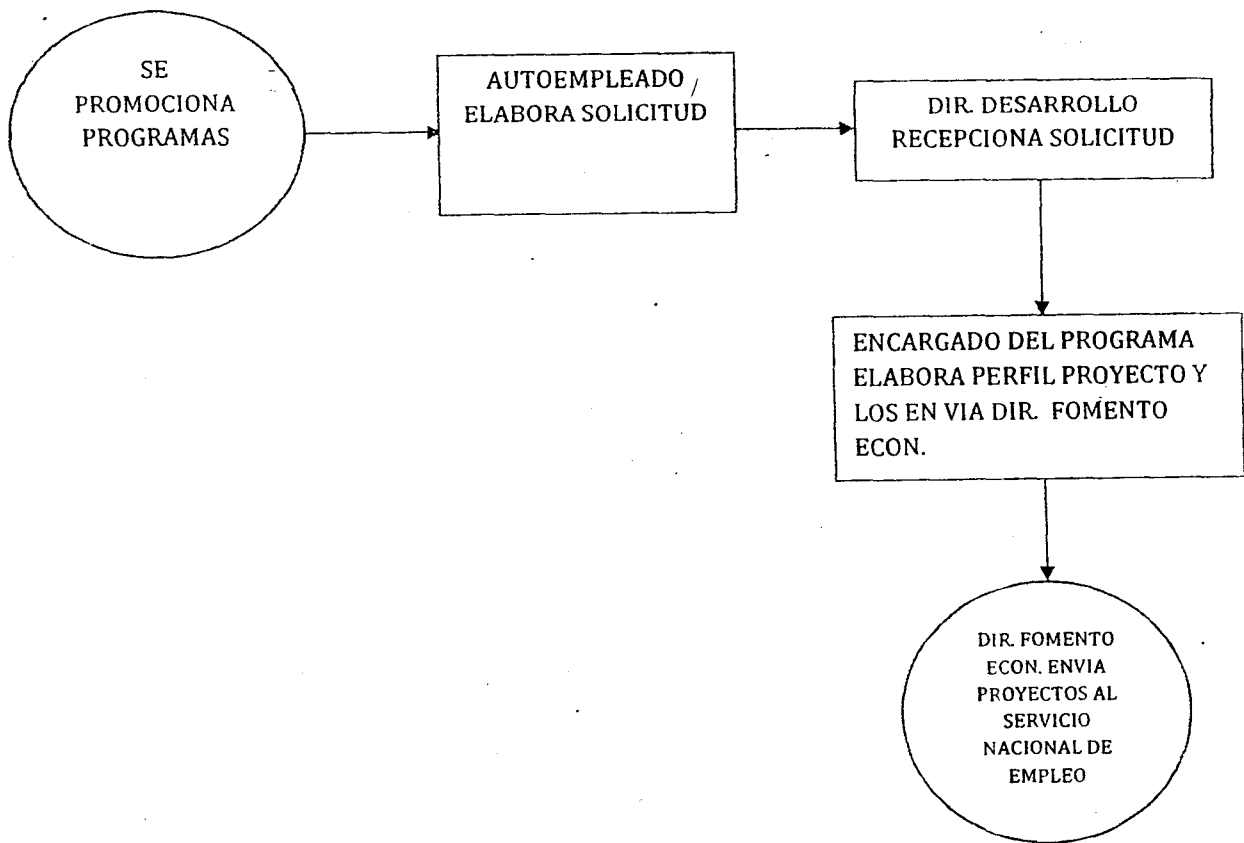 SE
PROMOCIONA
PROGRAMAS
AUTOEMPLEADO /
ELABORA SOLICITUD
DIR. DESARROLLO
RECEPCIONA SOLICITUD
ENCARGADO DEL PROGRAMA
ELABORA PERFIL PROYECTO Y
LOS EN VIA DIR. FOMENTO
ECON.
DIR. FOMENTO
ECON. ENVIA
PROYECTOS AL
SERVICIO
NACIONAL DE
EMPLEO